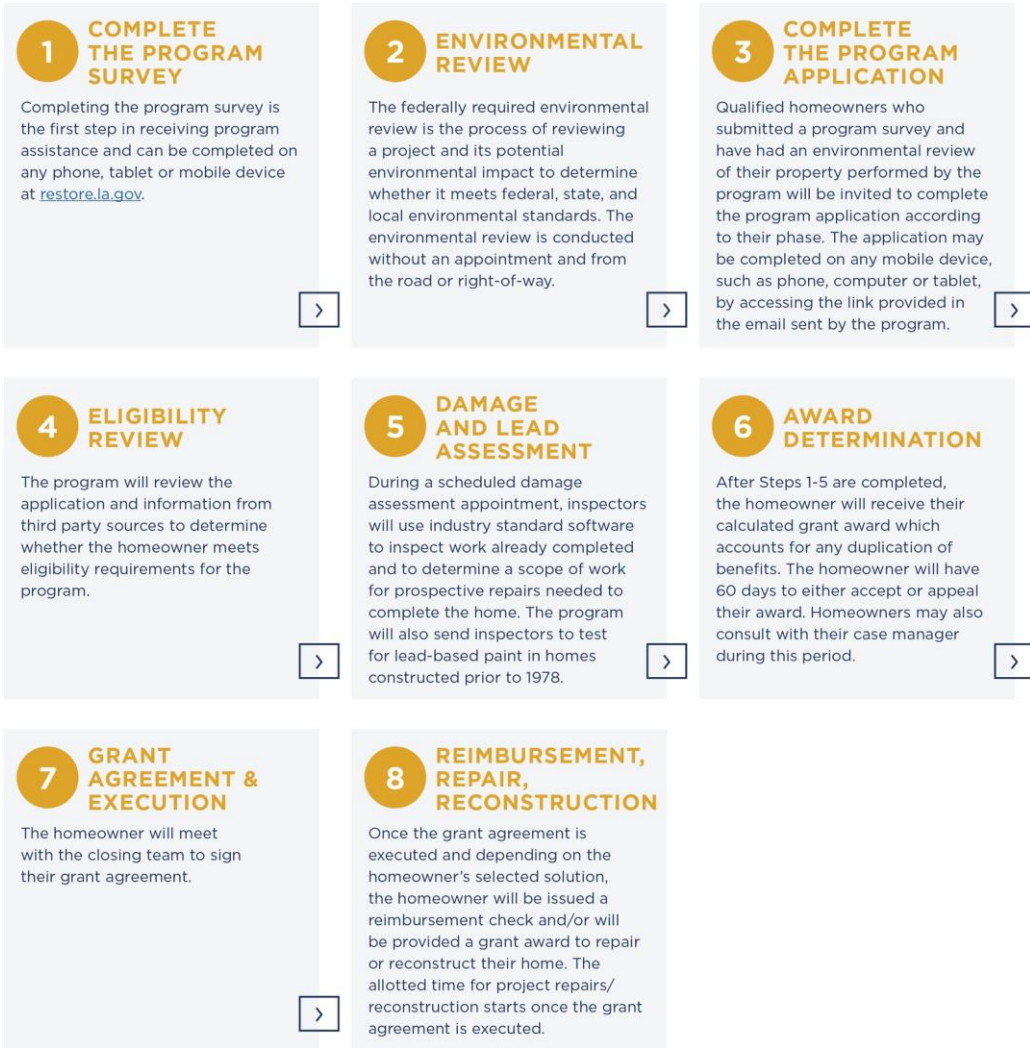 1
COMPLETE
THE PROGRAM
SURVEY
Completing the program survey is
the first step in receiving program
assistance and can be completed on
any phone, tablet or mobile device
at restore.la.gov.
2
ENVIRONMENTAL
REVIEW
The federally required environmental
review is the process of reviewing
a project and its potential
environmental impact to determine
whether it meets federal, state, and
local environmental standards. The
environmental review is conducted
without an appointment and from
the road or right-of-way.
3
COMPLETE
THE PROGRAM
APPLICATION
Qualified homeowners who
submitted a program survey and
have had an environmental review
of their property performed by the
program will be invited to complete
the program application according
to their phase. The application may
be completed on any mobile device,
such as phone, computer or tablet,
by accessing the link provided in
the email sent by the program.
4
ELIGIBILITY
REVIEW
The program will review the
application and information from
third party sources to determine
whether the homeowner meets
eligibility requirements for the
program.
5
DAMAGE
AND LEAD
ASSESSMENT
During a scheduled damage
assessment appointment, inspectors
will use industry standard software
to inspect work already completed
and to determine a scope of work
for prospective repairs needed to
complete the home. The program
will also send inspectors to test
for lead-based paint in homes
constructed prior to 1978.
6
AWARD
DETERMINATION
After Steps 1-5 are completed,
the homeowner will receive their
calculated grant award which
accounts for any duplication of
benefits. The homeowner will have
60 days to either accept or appeal
their award. Homeowners may also
consult with their case manager
during this period.
7
GRANT
AGREEMENT &
EXECUTION
The homeowner will meet
with the closing team to sign
their grant agreement.
8
REIMBURSEMENT,
REPAIR,
RECONSTRUCTION
Once the grant agreement is
executed and depending on the
homeowner's selected solution,
the homeowner will be issued a
reimbursement check and/or will
be provided a grant award to repair
or reconstruct their home. The
allotted time for project repairs/
reconstruction starts once the grant
agreement is executed.